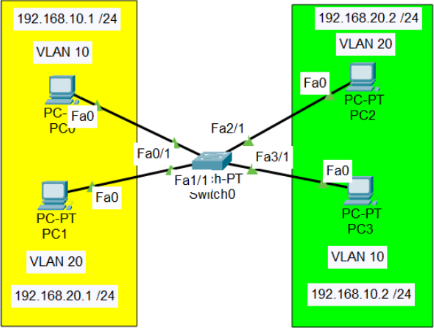 192.168.10.1 /24
VLAN 10
Fa0
PC0
192.168.20.2 /24
VLAN 20
Fa0
PC-PT
PC2
Fa0/1
Fa2/1
Fa1/1
Fa3/1
Switch0
Fa0
PC-PT
PC1
VLAN 20
192.168.20.1 /24
Fa0
PC-PT
PC3
VLAN 10
192.168.10.2 /24